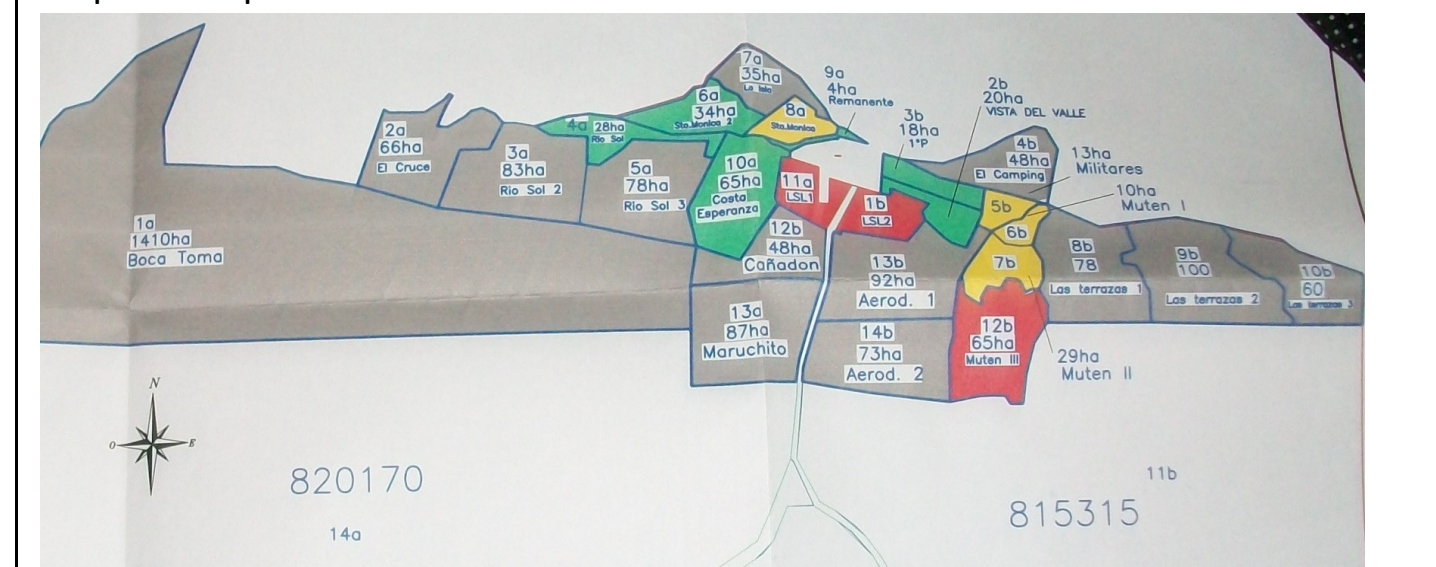 1a
1410ha
Boca Toma
2a
66ha
El Cruce
3a
83ha
Rio Sol 2
4a
28ha
Rio Sol
5a
78ha
Rio Sol 3
6a
34ha
Sta.Monica 2
7a
35ha
La Isla
8a
Sta.Monica
9a
4ha
Remanente
10a
65ha
Costa
Esperanza
11a
LSL1
12b
48ha
Cañadon
13a
87ha
Maruchito
1b
LSL2
2b
20ha
VISTA DEL VALLE
3b
18ha
1°P
4b
48ha
El Camping
13ha
Militares
10ha
Muten I
5b
6b
7b
8b
78
Las terrazas 1
9b
100
Las terrazas 2
10b
60
Las terrazas 3
13b
92ha
Aerod. 1
14b
73ha
Aerod. 2
12b
65ha
Muten III
29ha
Muten II
N
O
E
820170
14a
11b
815315